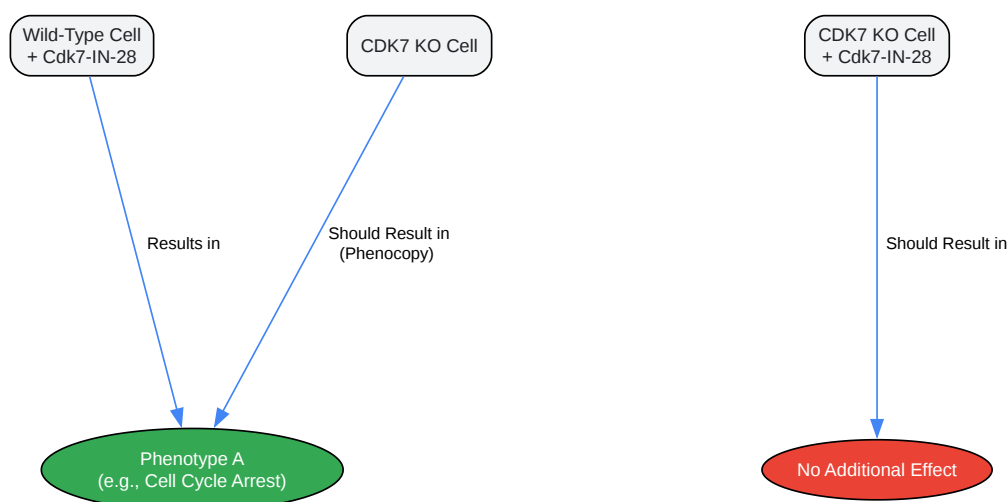 Wild-Type Cell
+ Cdk7-IN-28
CDK7 KO Cell
CDK7 KO Cell
+ Cdk7-IN-28
Results in
Should Result in
(Phenocopy)
Should Result in
Phenotype A
(e.g., Cell Cycle Arrest)
No Additional Effect